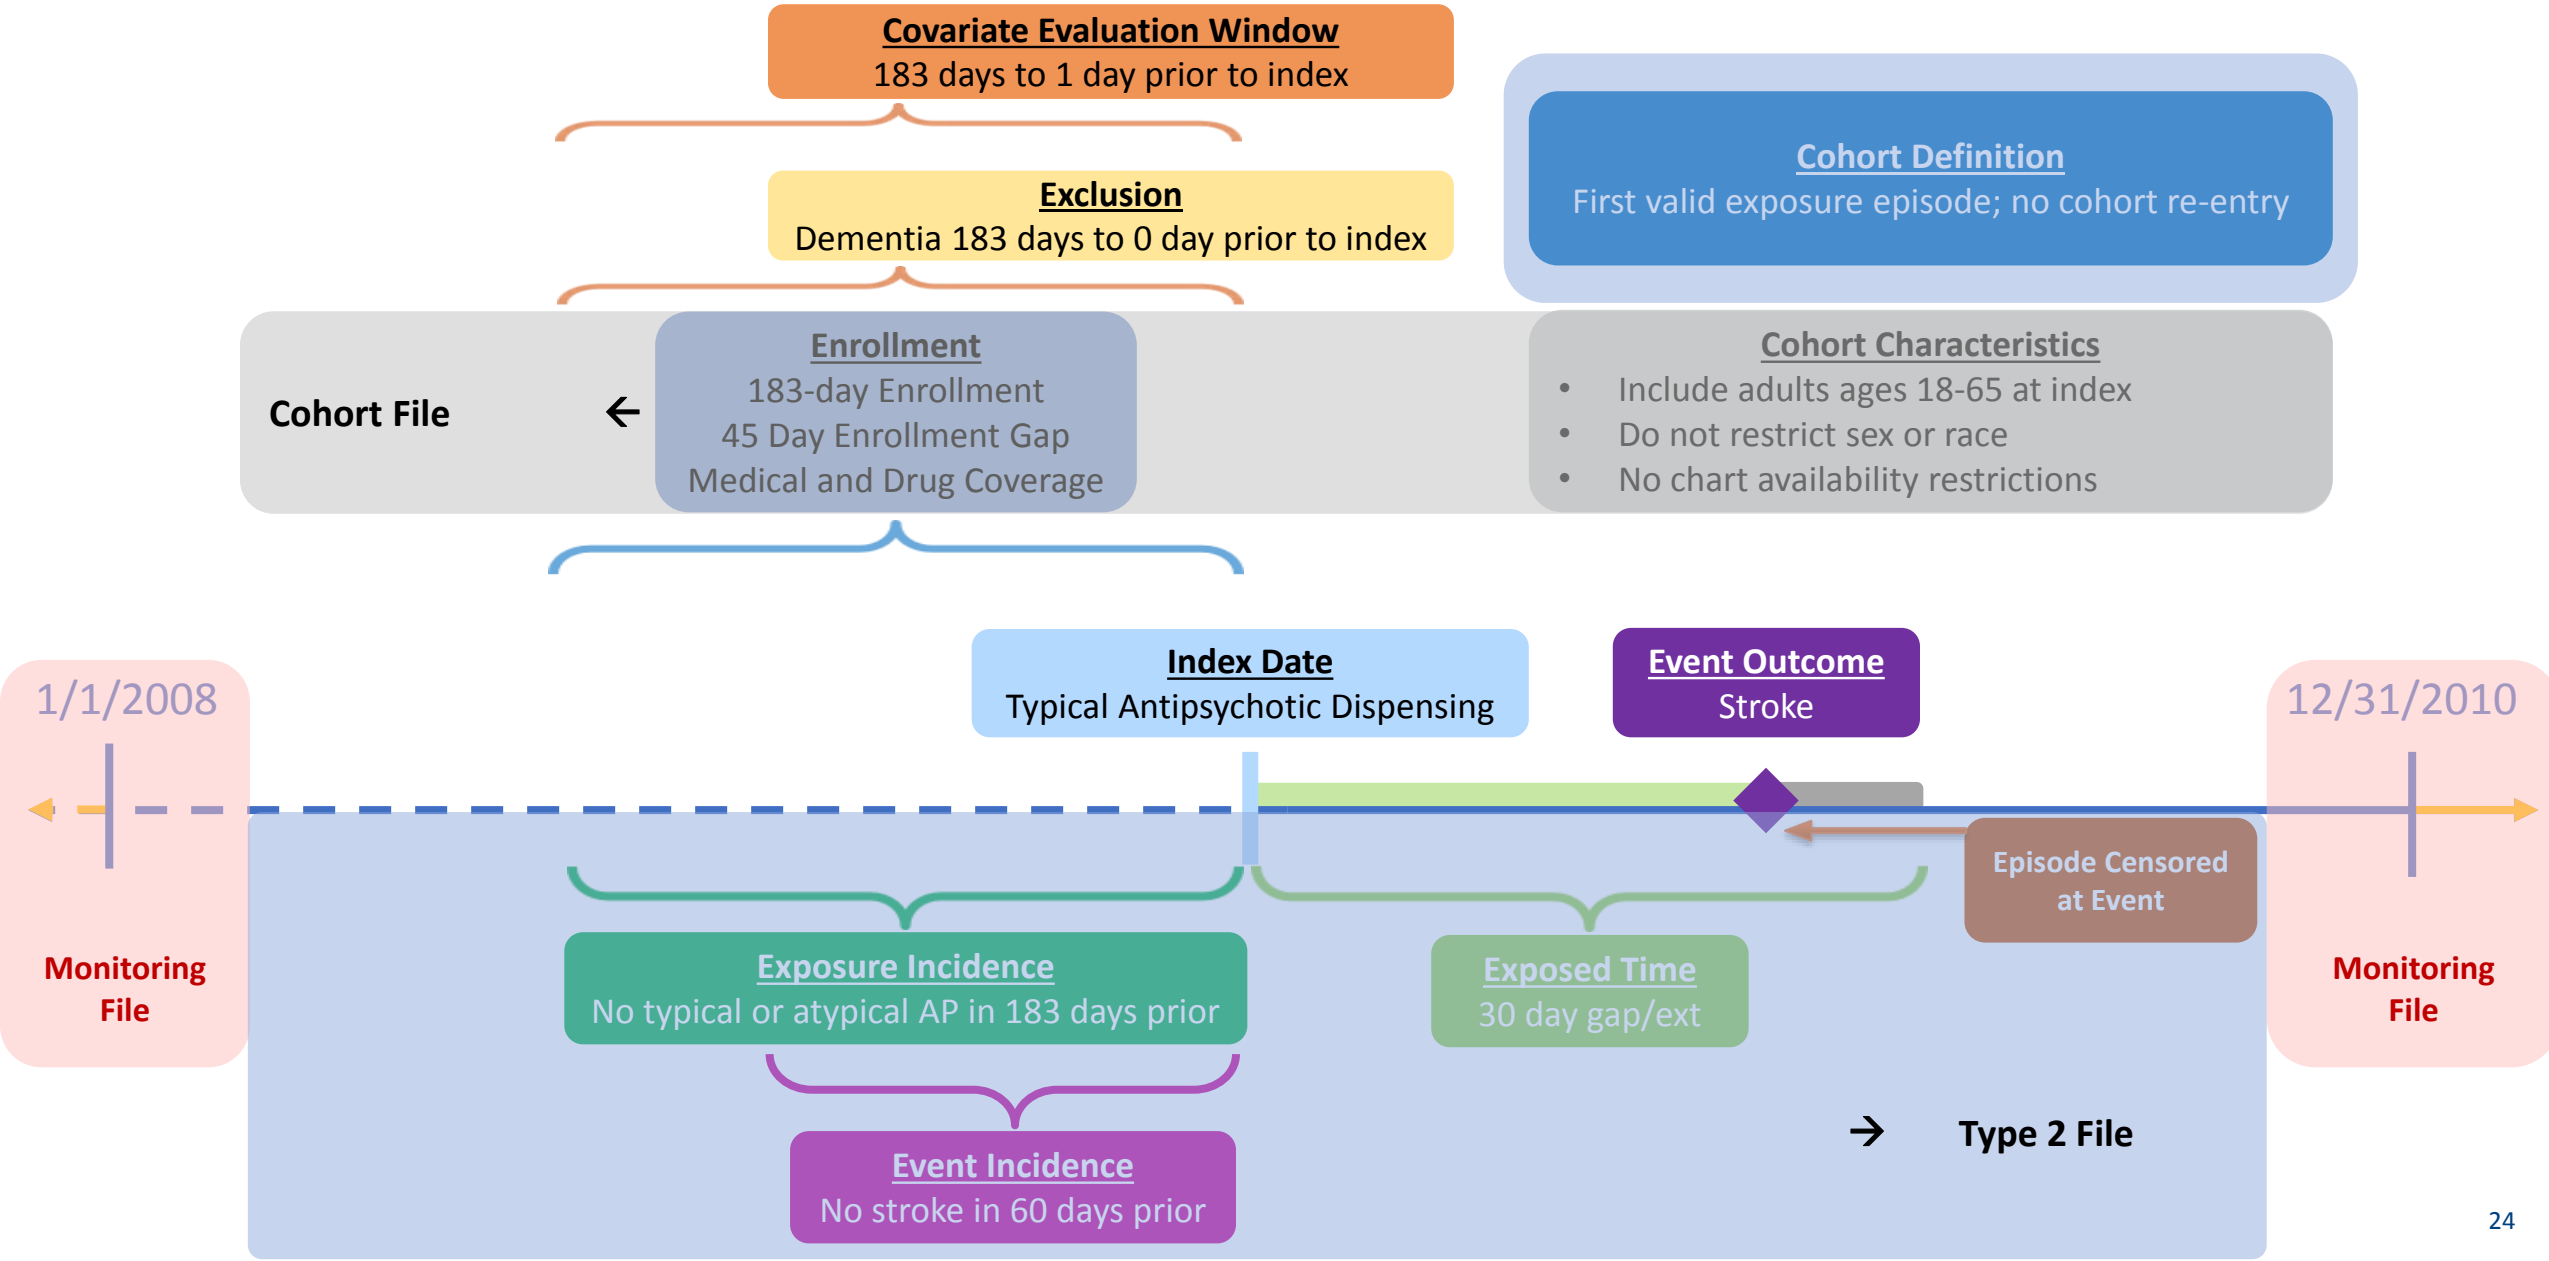 Covariate Evaluation Window
183 days to 1 day prior to index
Exclusion
Dementia 183 days to 0 day prior to index
Cohort Definition
First valid exposure episode; no cohort re-entry
Cohort File
←
Enrollment
183-day Enrollment
45 Day Enrollment Gap
Medical and Drug Coverage
Cohort Characteristics
• Include adults ages 18-65 at index
• Do not restrict sex or race
• No chart availability restrictions
Index Date
Typical Antipsychotic Dispensing
Event Outcome
Stroke
1/1/2008
12/31/2010
Monitoring
File
Episode Censored
at Event
Monitoring
File
Exposure Incidence
No typical or atypical AP in 183 days prior
Exposed Time
30 day gap/ext
Event Incidence
No stroke in 60 days prior
→ Type 2 File
24